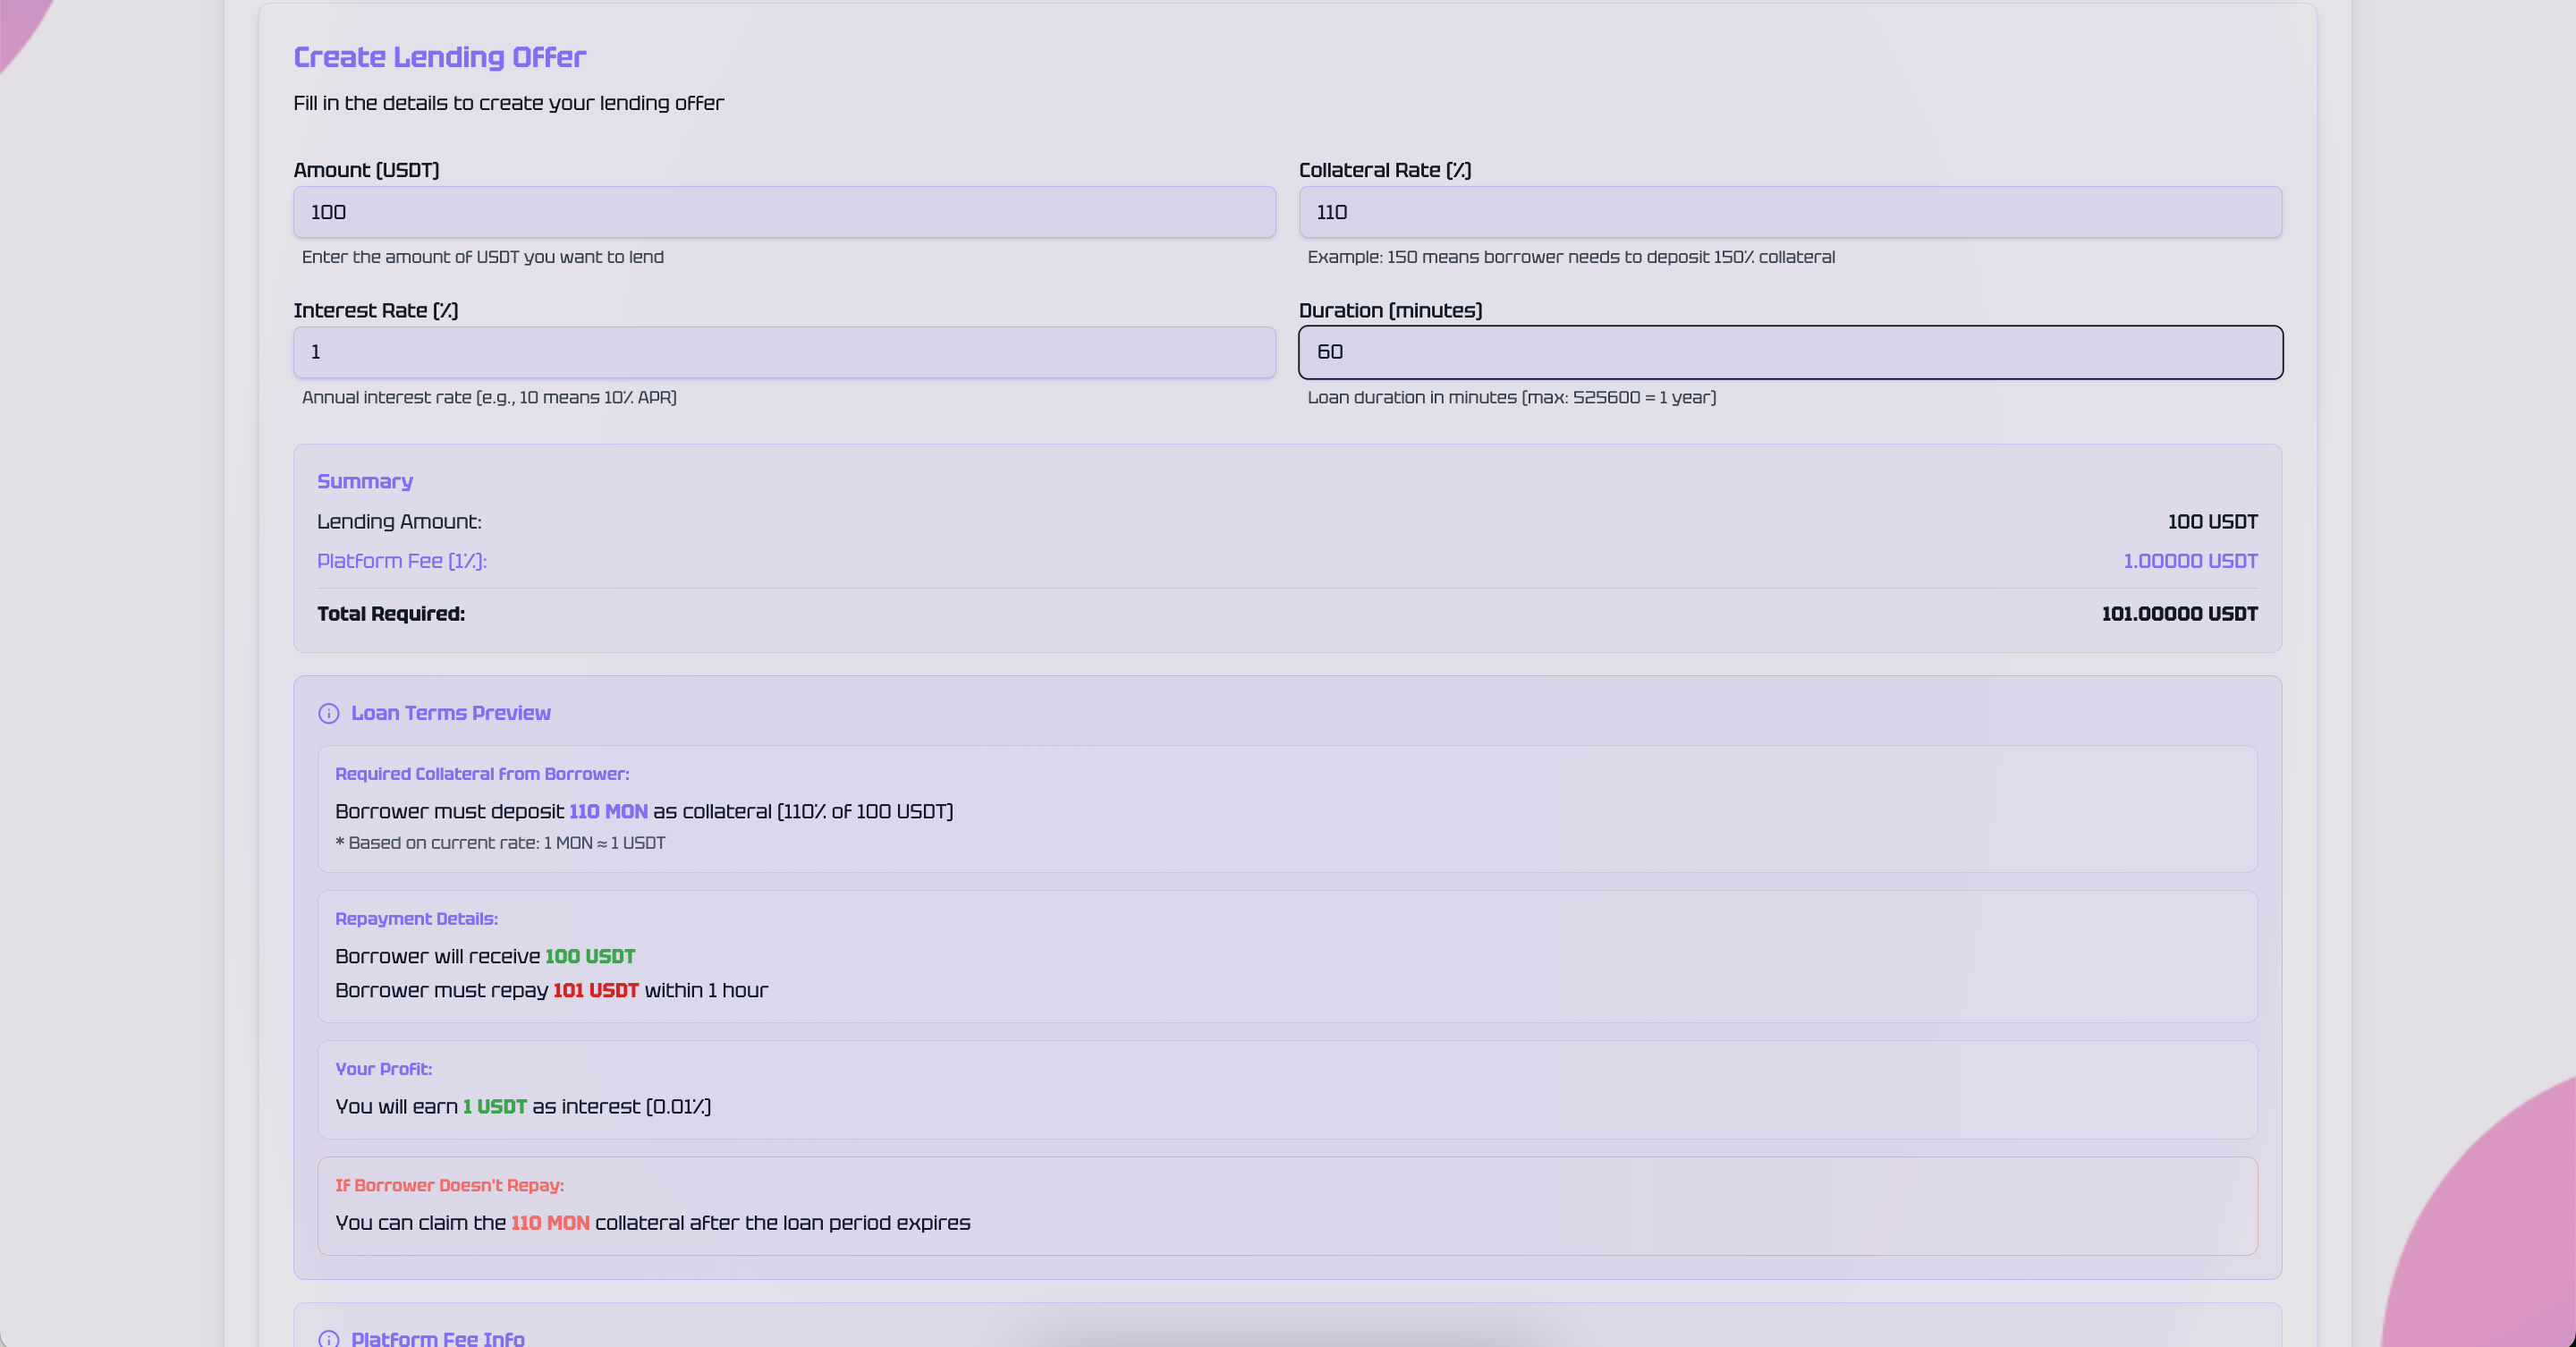 Create Lending Offer
Fill in the details to create your lending offer
Amount (USDT)
100
Enter the amount of USDT you want to lend
Collateral Rate (%)
110
Example: 150 means borrower needs to deposit 150% collateral
Interest Rate (%)
1
Annual interest rate (e.g., 10 means 10% APR)
Duration (minutes)
60
Loan duration in minutes (max: 525600 = 1 year)
Summary
Lending Amount: 100 USDT
Platform Fee (1%): 1.00000 USDT
Total Required: 101.00000 USDT
Loan Terms Preview
Required Collateral from Borrower:
Borrower must deposit 110 MON as collateral (110% of 100 USDT)
* Based on current rate: 1 MON ≈ 1 USDT
Repayment Details:
Borrower will receive 100 USDT
Borrower must repay 101 USDT within 1 hour
Your Profit:
You will earn 1 USDT as interest (0.01%)
If Borrower Doesn't Repay:
You can claim the 110 MON collateral after the loan period expires
Platform Fee Info